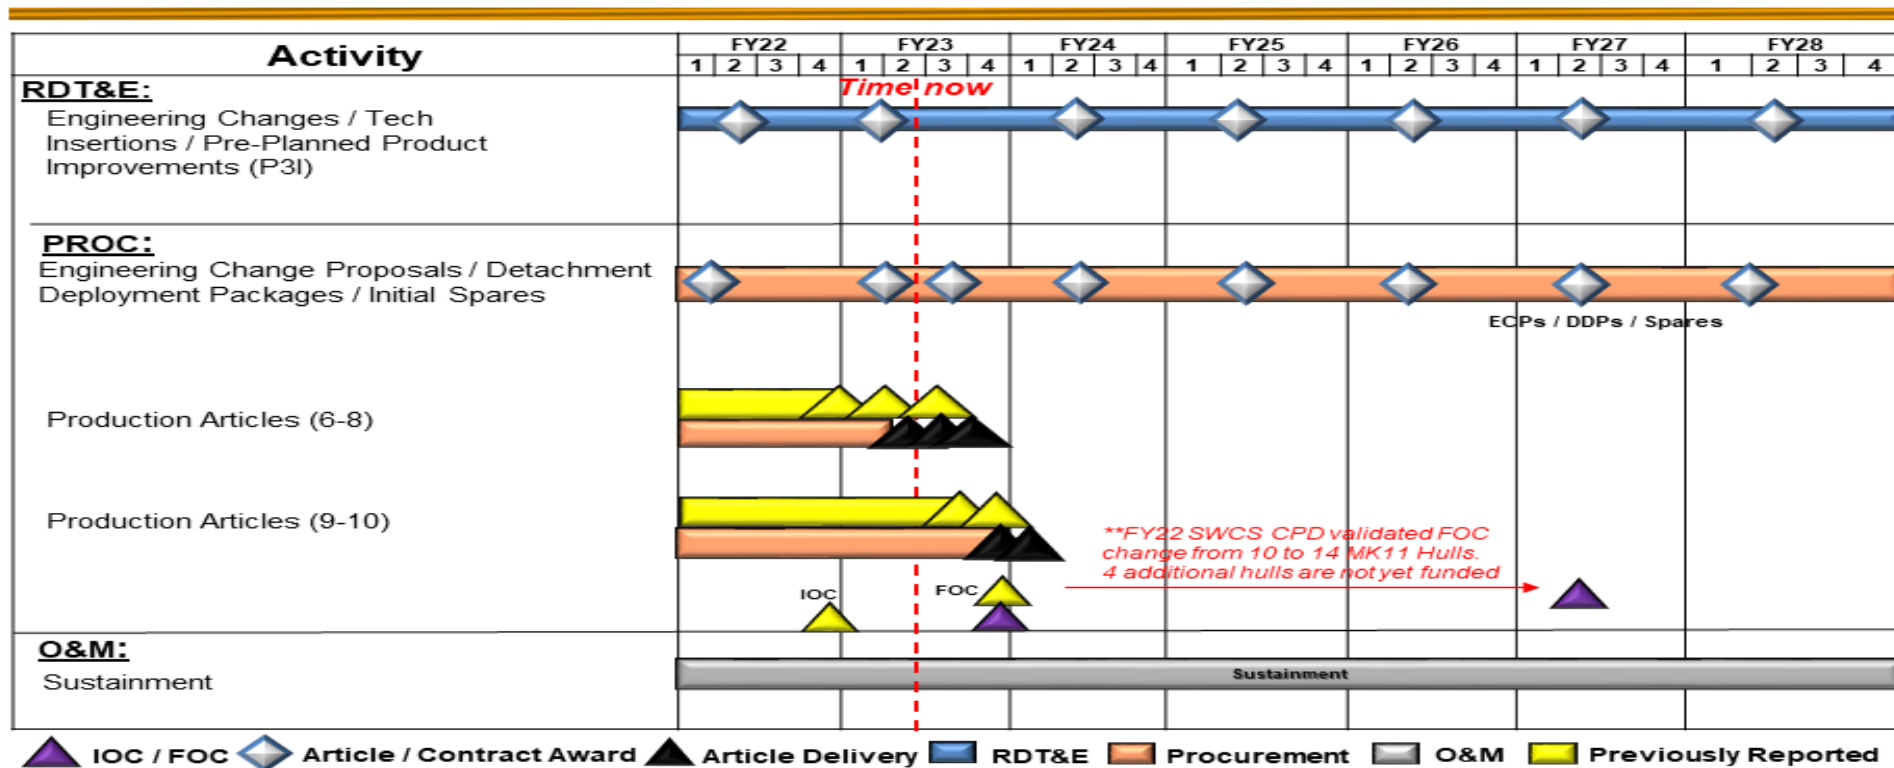 Activity
FY22 FY23 FY24 FY25 FY26 FY27 FY28
1 2 3 4 1 2 3 4 1 2 3 4 1 2 3 4 1 2 3 4 1 2 3 4 1 2 3 4
Time now
RDT&E:
Engineering Changes / Tech
Insertions / Pre-Planned Product
Improvements (P3I)
PROC:
Engineering Change Proposals / Detachment
Deployment Packages / Initial Spares
ECPs / DDPs / Spares
Production Articles (6-8)
Production Articles (9-10)
**FY22 SWCS CPD validated FOC
change from 10 to 14 MK11 Hulls.
4 additional hulls are not yet funded
IOC
FOC
O&M:
Sustainment
Sustainment
IOC / FOC Article / Contract Award Article Delivery RDT&E Procurement O&M Previously Reported